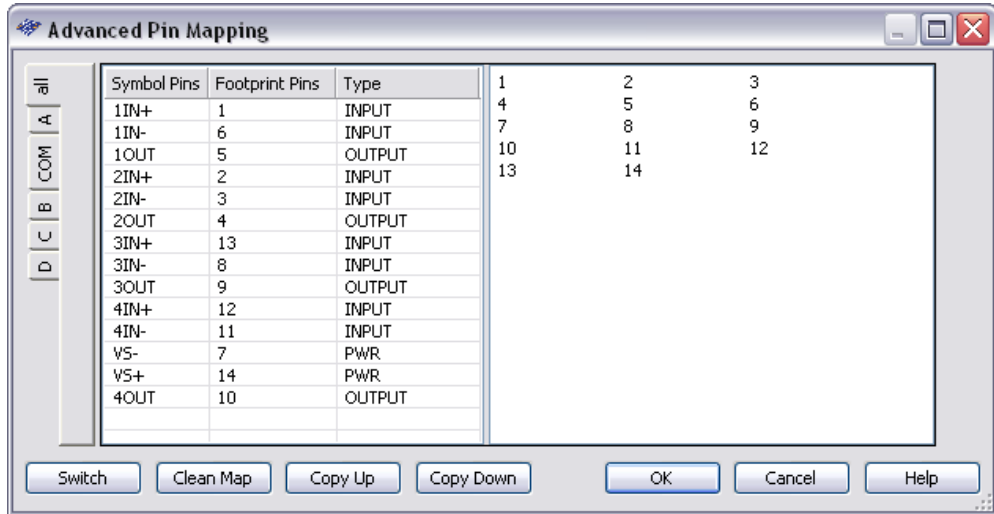 Advanced Pin Mapping
all
A
COM
B
C
D
Symbol Pins Footprint Pins Type
1IN+ 1 INPUT
1IN- 6 INPUT
1OUT 5 OUTPUT
2IN+ 2 INPUT
2IN- 3 INPUT
2OUT 4 OUTPUT
3IN+ 13 INPUT
3IN- 8 INPUT
3OUT 9 OUTPUT
4IN+ 12 INPUT
4IN- 11 INPUT
VS- 7 PWR
VS+ 14 PWR
4OUT 10 OUTPUT
1 2 3
4 5 6
7 8 9
10 11 12
13 14
Switch Clean Map Copy Up Copy Down OK Cancel Help